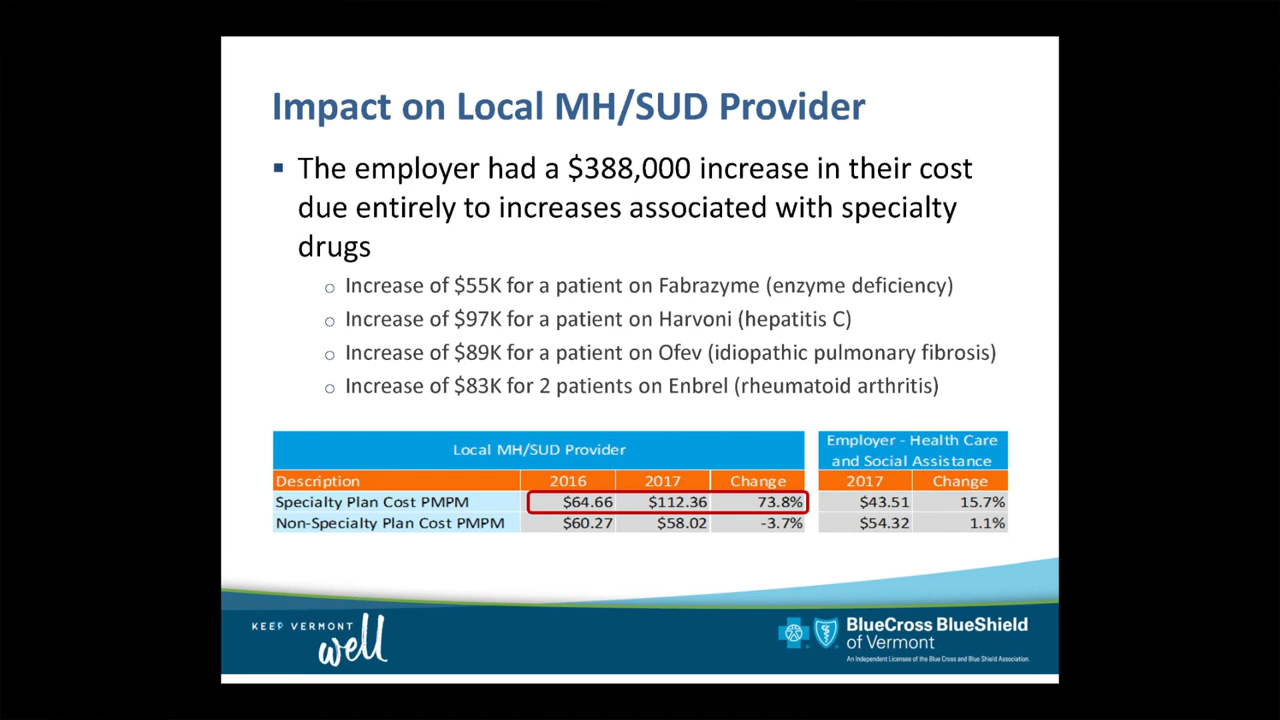 Impact on Local MH/SUD Provider
▪ The employer had a $388,000 increase in their cost
due entirely to increases associated with specialty
drugs
o Increase of $55K for a patient on Fabrazyme (enzyme deficiency)
o Increase of $97K for a patient on Harvoni (hepatitis C)
o Increase of $89K for a patient on Ofev (idiopathic pulmonary fibrosis)
o Increase of $83K for 2 patients on Enbrel (rheumatoid arthritis)
Local MH/SUD Provider
Employer - Health Care
and Social Assistance
Description 2016 2017 Change 2017 Change
Specialty Plan Cost PMPM $64.66 $112.36 73.8% $43.51 15.7%
Non-Specialty Plan Cost PMPM $60.27 $58.02 -3.7% $54.32 1.1%
KEEP VERMONT
well
BlueCross BlueShield
of Vermont
An Independent Licensee of the Blue Cross and Blue Shield Association.